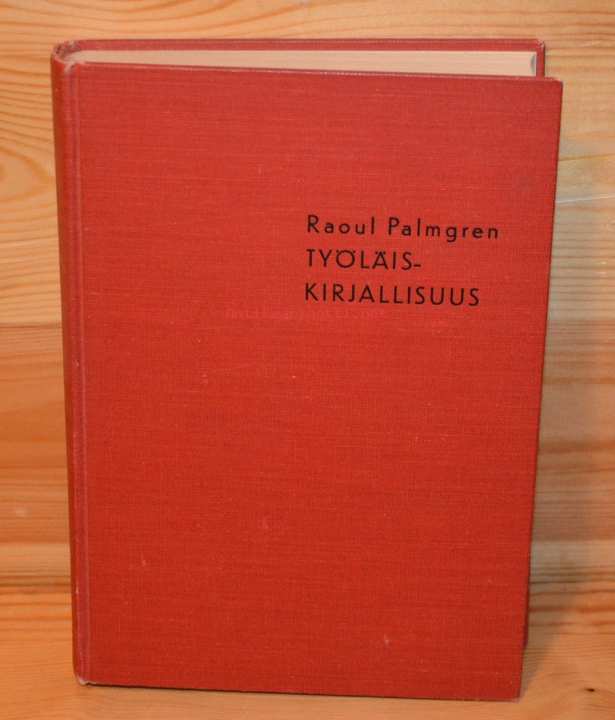 Raoul Palmgren
TYÖLÄIS-
KIRJALLISUUS